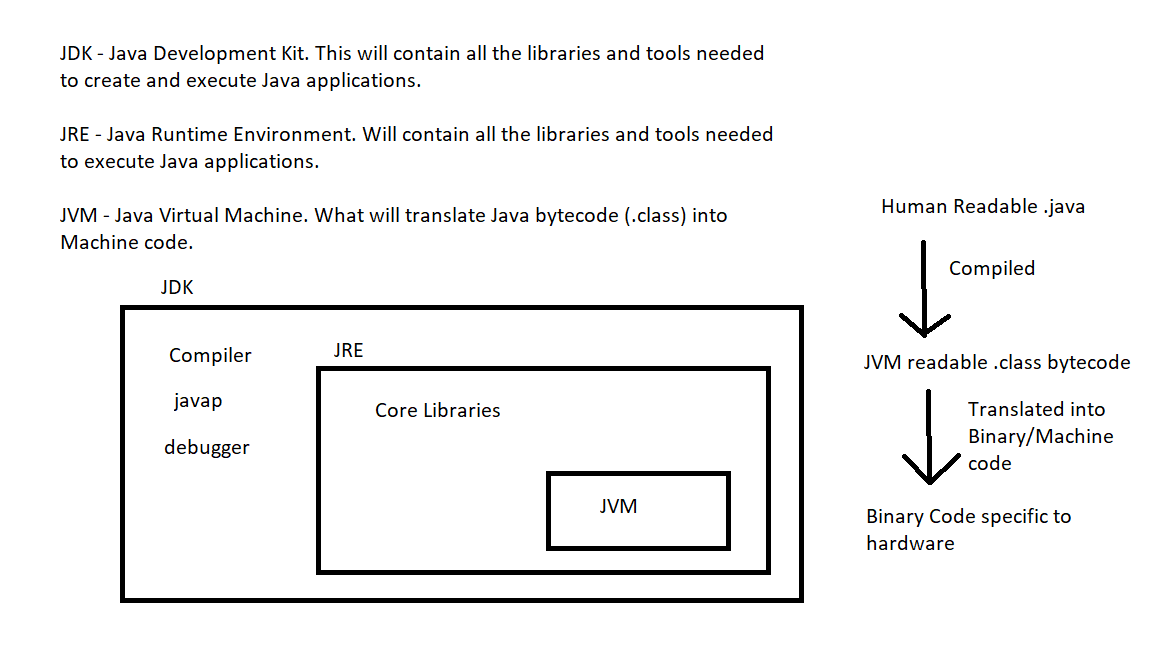 JDK - Java Development Kit. This will contain all the libraries and tools needed
to create and execute Java applications.
JRE - Java Runtime Environment. Will contain all the libraries and tools needed
to execute Java applications.
JVM - Java Virtual Machine. What will translate Java bytecode (.class) into
Machine code.
JDK
Compiler
javap
debugger
JRE
Core Libraries
JVM
Human Readable .java
Compiled
JVM readable .class bytecode
Translated into
Binary/Machine
code
Binary Code specific to
hardware